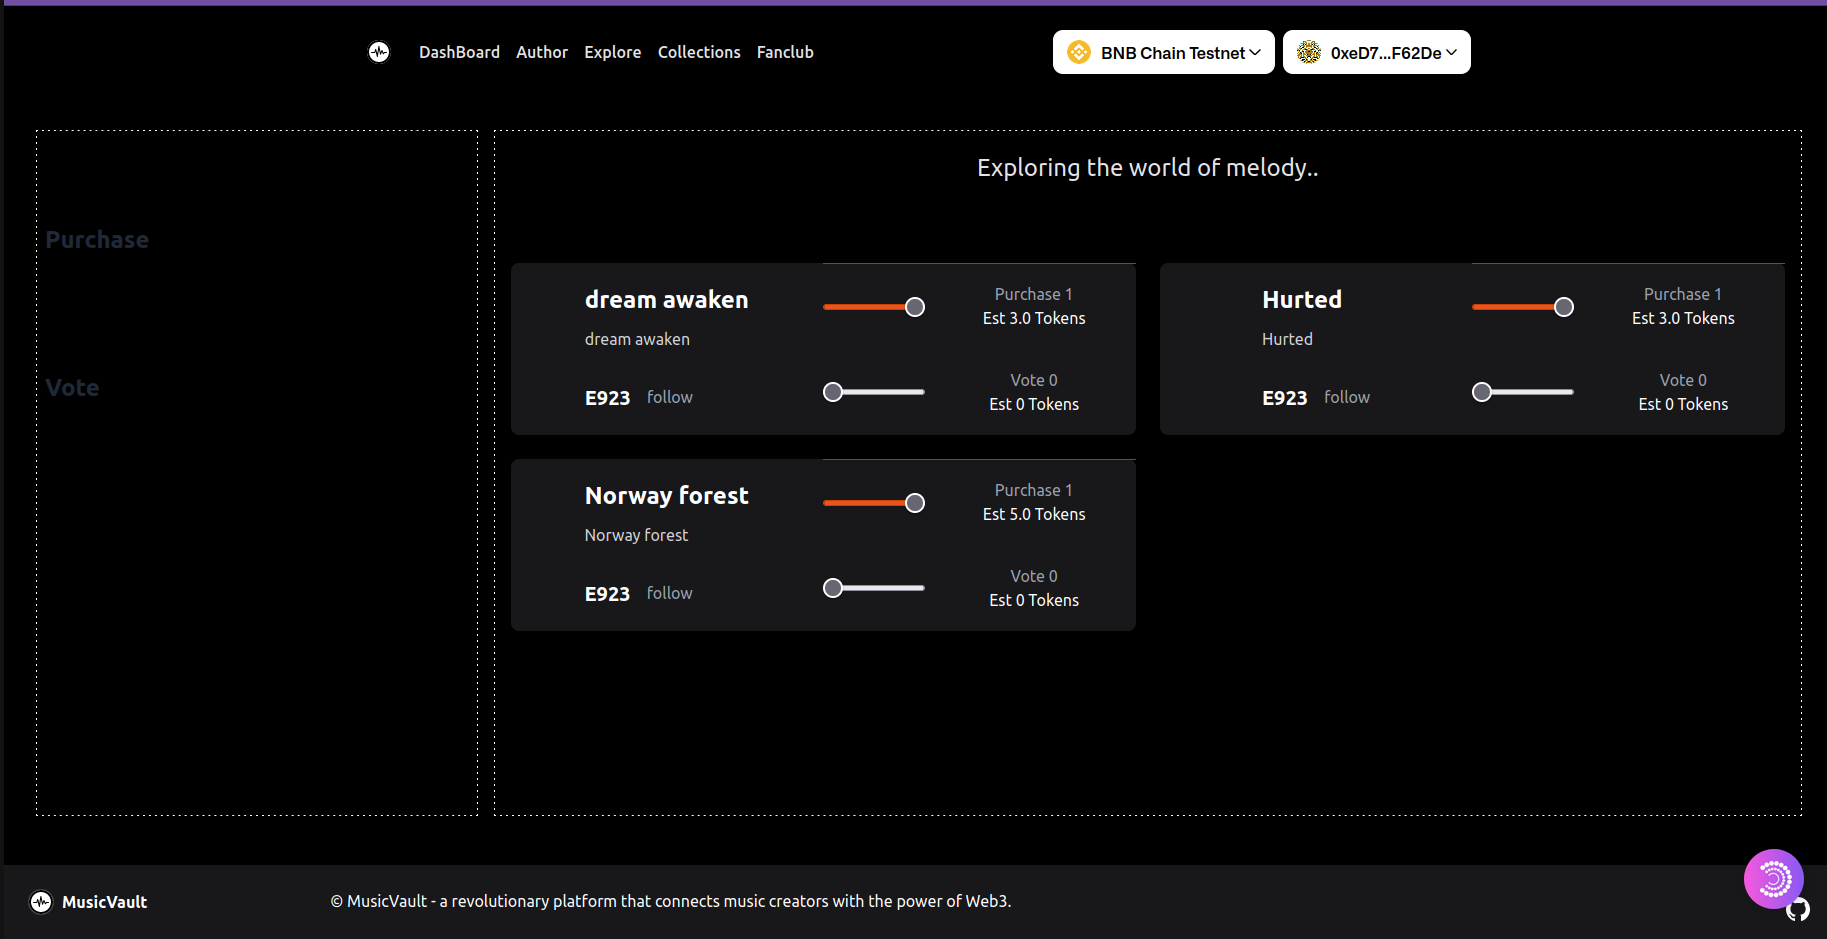 DashBoard Author Explore Collections Fanclub
BNB Chain Testnet
0xeD7...F62De
Purchase
Vote
Exploring the world of melody..
dream awaken
dream awaken
E923 follow
Purchase 1
Est 3.0 Tokens
Vote 0
Est 0 Tokens
Hurted
Hurted
E923 follow
Purchase 1
Est 3.0 Tokens
Vote 0
Est 0 Tokens
Norway forest
Norway forest
E923 follow
Purchase 1
Est 5.0 Tokens
Vote 0
Est 0 Tokens
MusicVault
© MusicVault - a revolutionary platform that connects music creators with the power of Web3.